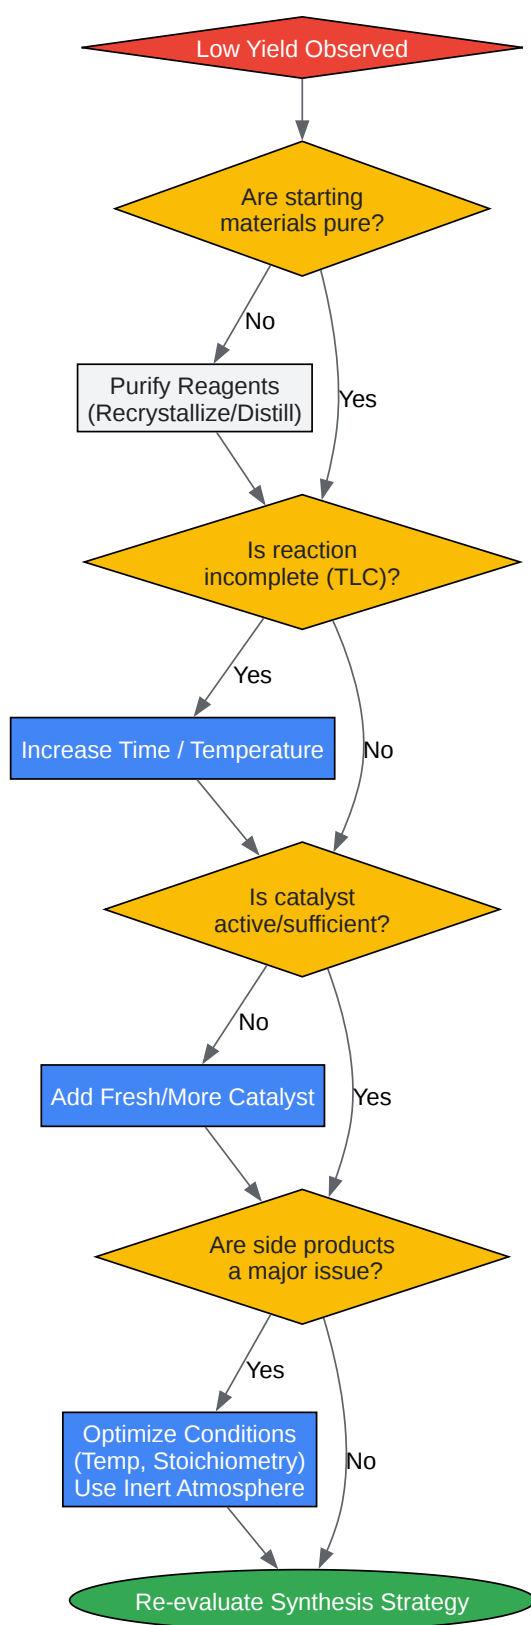 Low Yield Observed
Are starting
materials pure?
No
Yes
Purify Reagents
(Recrystallize/Distill)
Is reaction
incomplete (TLC)?
Yes
No
Increase Time / Temperature
Is catalyst
active/sufficient?
No
Yes
Add Fresh/More Catalyst
Are side products
a major issue?
Yes
No
Optimize Conditions
(Temp, Stoichiometry)
Use Inert Atmosphere
Re-evaluate Synthesis Strategy